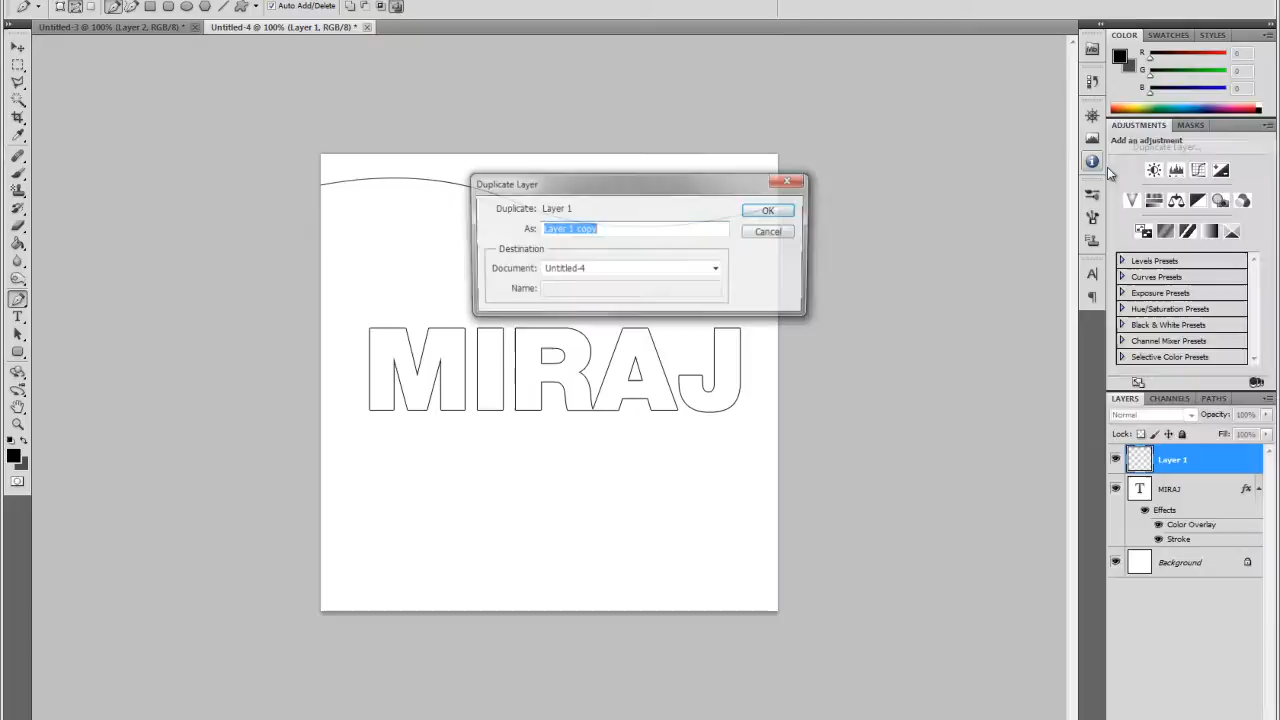 Auto Add/Delete
Untitled-3 @ 100% (Layer 2, RGB/8) *
Untitled-4 @ 100% (Layer 1, RGB/8) *
COLOR SWATCHES STYLES
R 0
G 0
B 0
ADJUSTMENTS MASKS
Add an adjustment
Duplicate Layer...
Duplicate Layer
Duplicate: Layer 1
OK
As: Layer 1 copy
Cancel
Destination
Document: Untitled-4
Name:
MIRAJ
Levels Presets
Curves Presets
Exposure Presets
Hue/Saturation Presets
Black & White Presets
Channel Mixer Presets
Selective Color Presets
LAYERS CHANNELS PATHS
Normal Opacity: 100%
Lock: Fill: 100%
Layer 1
T MIRAJ fx
Effects
Color Overlay
Stroke
Background